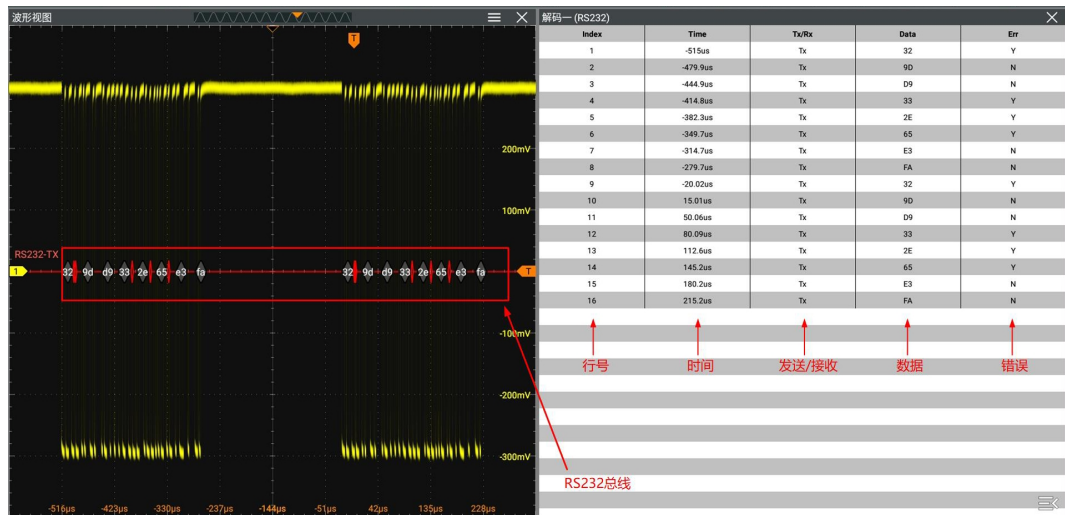 波形视图
T
200mV
100mV
RS232-TX
1
32 9d d9 33 2e 65 e3 fa 32 9d d9 33 2e 65 e3 fa
T
-100mV
-200mV
-300mV
-516μs -423μs -330μs -237μs -144μs -51μs 42μs 135μs 228μs
RS232总线
解码一 (RS232)
Index Time Tx/Rx Data Err
1 -515us Tx 32 Y
2 -479.9us Tx 9D N
3 -444.9us Tx D9 N
4 -414.8us Tx 33 Y
5 -382.3us Tx 2E Y
6 -349.7us Tx 65 Y
7 -314.7us Tx E3 N
8 -279.7us Tx FA N
9 -20.02us Tx 32 Y
10 15.01us Tx 9D N
11 50.06us Tx D9 N
12 80.09us Tx 33 Y
13 112.6us Tx 2E Y
14 145.2us Tx 65 Y
15 180.2us Tx E3 N
16 215.2us Tx FA N
行号 时间 发送/接收 数据 错误